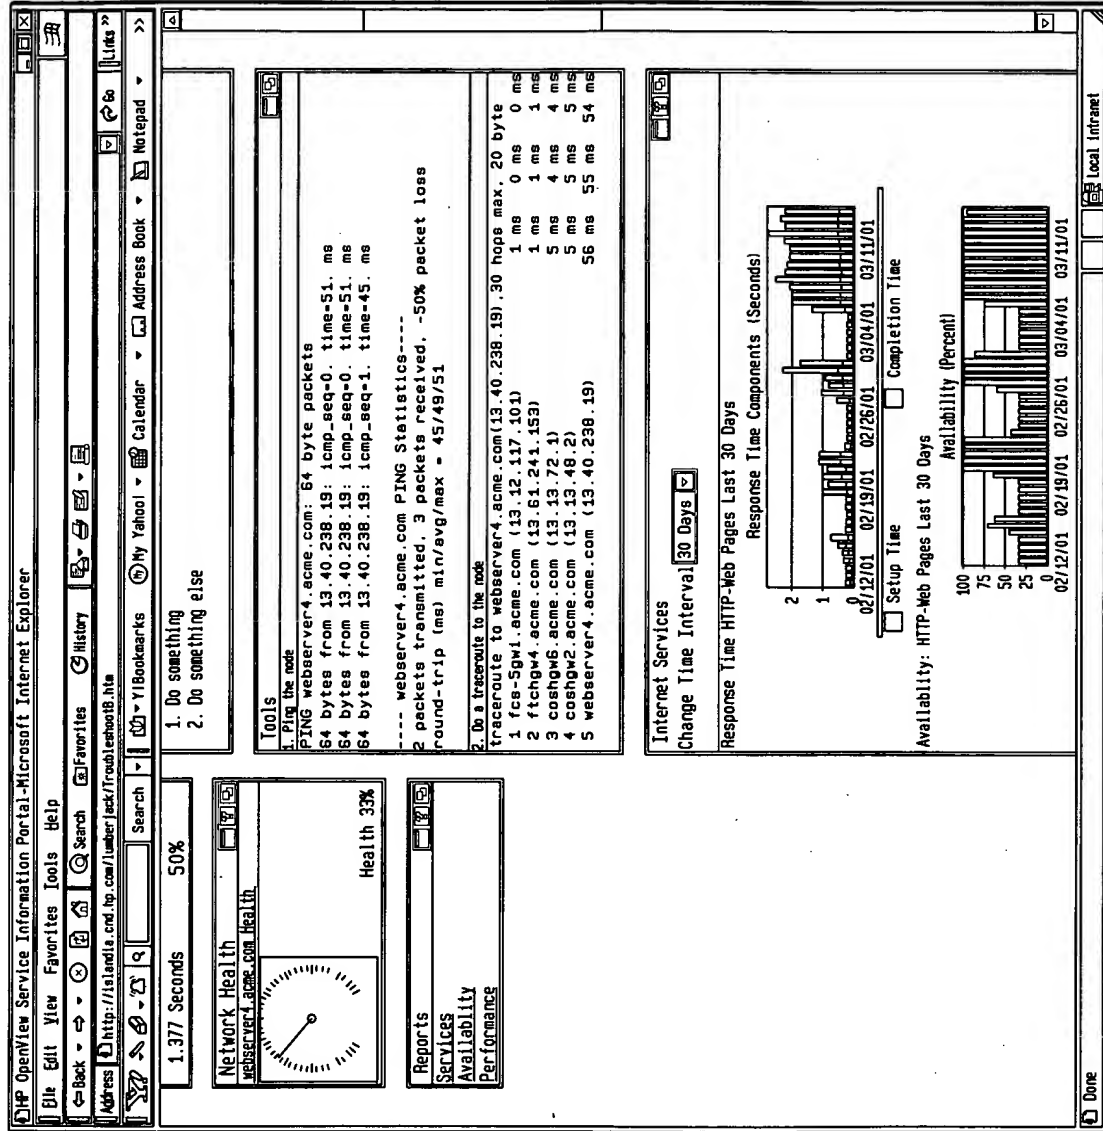 HP OpenView Service Information Portal-Microsoft Internet Explorer
File Edit View Favorites Tools Help
Back Search Favorites History
Address http://islandia.cnd.hp.com/lumberjack/Troubleshoot8.htm Go Links »
Search Y!Bookmarks My Yahoo! Calendar Address Book Notepad »
1.377 Seconds 50%
Network Health
webserver4.acme.com Health
Health 33%
Reports
Services
Availablity
Performance
1. Do something
2. Do something else
Tools
1. Ping the node
PING webserver4.acme.com: 64 byte packets
64 bytes from 13.40.238.19: icmp_seq=0. time=51. ms
64 bytes from 13.40.238.19: icmp_seq=0. time=51. ms
64 bytes from 13.40.238.19: icmp_seq=1. time=45. ms
---- webserver4.acme.com PING Statistics----
2 packets transmitted, 3 packets received, -50% packet loss
round-trip (ms) min/avg/max = 45/49/51
2. Do a traceroute to the node
traceroute to webserver4.acme.com(13.40.238.19),30 hops max, 20 byte
1 fcs-5gw1.acme.com (13.12.117.101) 1 ms 0 ms 0 ms
2 ftchgw4.acme.com (13.61.241.153) 1 ms 1 ms 1 ms
3 coshgw6.acme.com (13.13.72.1) 5 ms 4 ms 4 ms
4 coshgw2.acme.com (13.13.48.2) 5 ms 5 ms 5 ms
5 webserver4.acme.com (13.40.238.19) 56 ms 55 ms 54 ms
Internet Services
Change Time Interval 30 Days
Response Time HTTP-Web Pages Last 30 Days
Response Time Components (Seconds)
2
1
0
02/12/01 02/19/01 02/26/01 03/04/01 03/11/01
Setup Time Completion Time
Availablity: HTTP-Web Pages Last 30 Days
Availability (Percent)
100
75
50
25
0
02/12/01 02/19/01 02/26/01 03/04/01 03/11/01
Done Local intranet